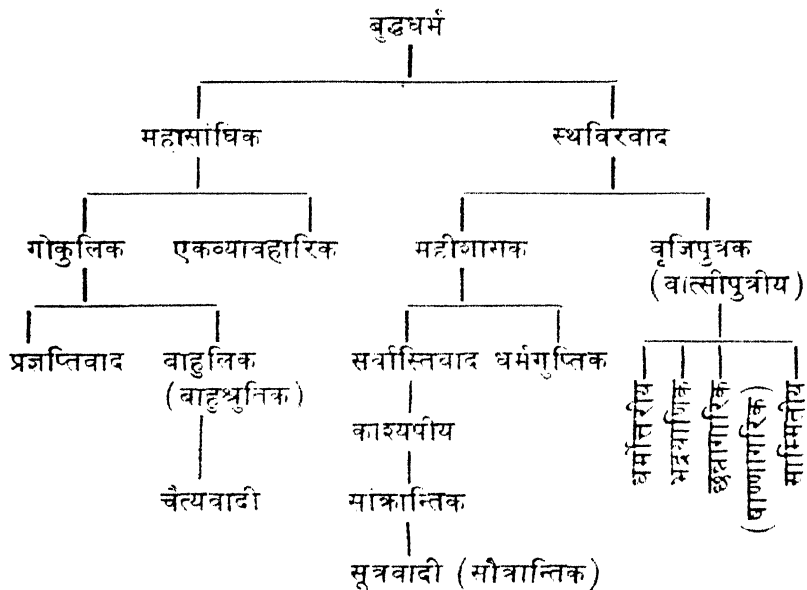 बुद्धधर्म
महासांघिक स्थविरवाद
गोकुलिक एकव्यावहारिक महीशासक वृजिपुत्रक
(वात्सीपुत्रीय)
प्रज्ञप्तिवाद बाहुलिक सर्वास्तिवाद धर्मगुप्तिक
(बाहुश्रुतिक)
धर्मोत्तरीय
भद्रयाणिक
छन्नागारिक
(षाण्णागरिक)
साम्मितीय
काश्यपीय
चैत्यवादी सांक्रान्तिक
सूत्रवादी (सौत्रान्तिक)